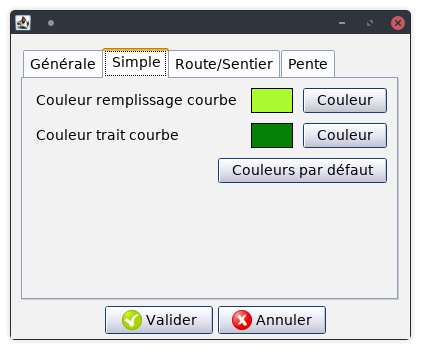 Générale Simple Route/Sentier Pente
Couleur remplissage courbe Couleur
Couleur trait courbe Couleur
Couleurs par défaut
Valider Annuler